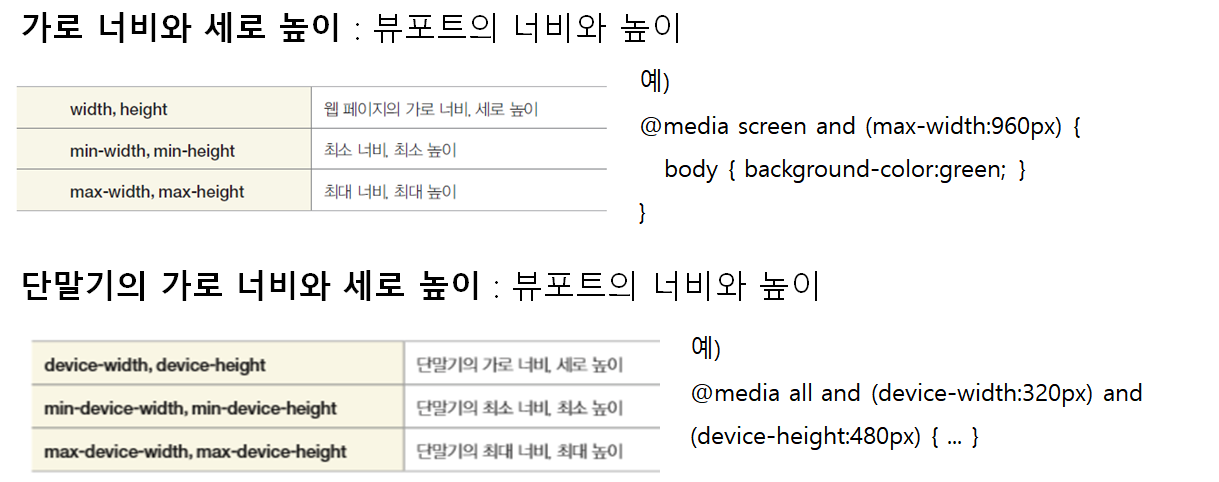 가로 너비와 세로 높이 : 뷰포트의 너비와 높이
width, height 웹 페이지의 가로 너비, 세로 높이
min-width, min-height 최소 너비, 최소 높이
max-width, max-height 최대 너비, 최대 높이
예)
@media screen and (max-width:960px) {
body { background-color:green; }
}
단말기의 가로 너비와 세로 높이 : 뷰포트의 너비와 높이
device-width, device-height 단말기의 가로 너비, 세로 높이
min-device-width, min-device-height 단말기의 최소 너비, 최소 높이
max-device-width, max-device-height 단말기의 최대 너비, 최대 높이
예)
@media all and (device-width:320px) and
(device-height:480px) { ... }